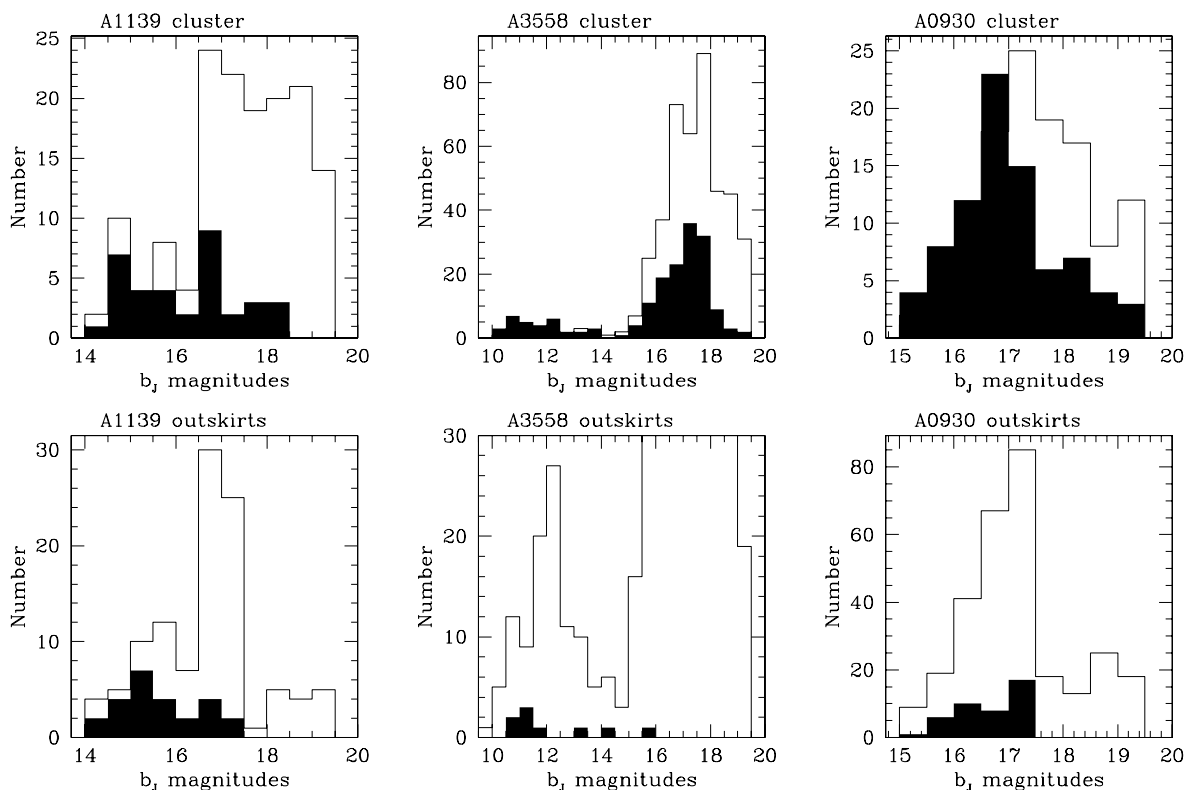 A1139 cluster
25
20
15
10
5
0
Number
14 16 18 20
b_J magnitudes
A3558 cluster
80
60
40
20
0
Number
10 12 14 16 18 20
b_J magnitudes
A0930 cluster
25
20
15
10
5
0
Number
15 16 17 18 19 20
b_J magnitudes
A1139 outskirts
30
20
10
0
Number
14 16 18 20
b_J magnitudes
A3558 outskirts
30
20
10
0
Number
10 12 14 16 18 20
b_J magnitudes
A0930 outskirts
80
60
40
20
0
Number
15 16 17 18 19 20
b_J magnitudes